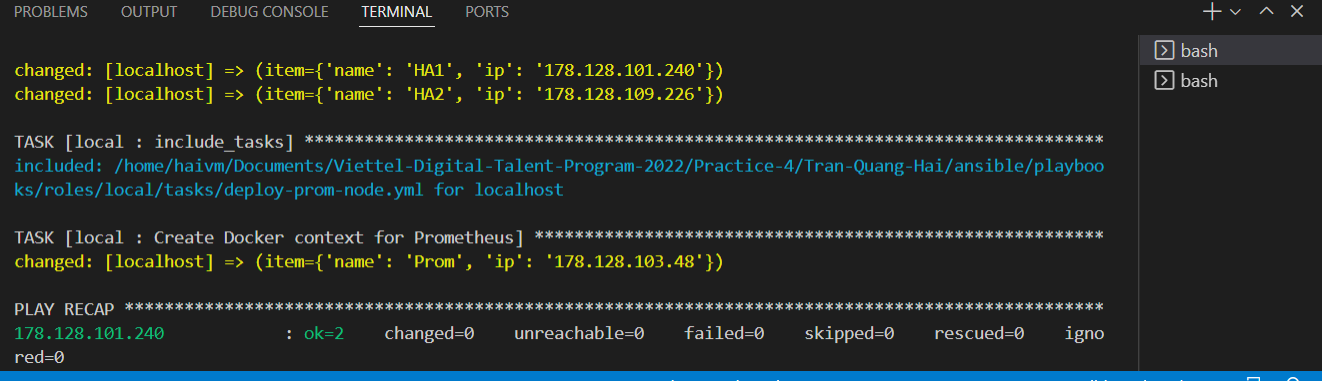 PROBLEMS OUTPUT DEBUG CONSOLE TERMINAL PORTS
bash
bash
changed: [localhost] => (item={'name': 'HA1', 'ip': '178.128.101.240'})
changed: [localhost] => (item={'name': 'HA2', 'ip': '178.128.109.226'})
TASK [local : include_tasks] ********************************************************************************
included: /home/haivm/Documents/Viettel-Digital-Talent-Program-2022/Practice-4/Tran-Quang-Hai/ansible/playboo
ks/roles/local/tasks/deploy-prom-node.yml for localhost
TASK [local : Create Docker context for Prometheus] *********************************************************
changed: [localhost] => (item={'name': 'Prom', 'ip': '178.128.103.48'})
PLAY RECAP **************************************************************************************************
178.128.101.240 : ok=2 changed=0 unreachable=0 failed=0 skipped=0 rescued=0 igno
red=0